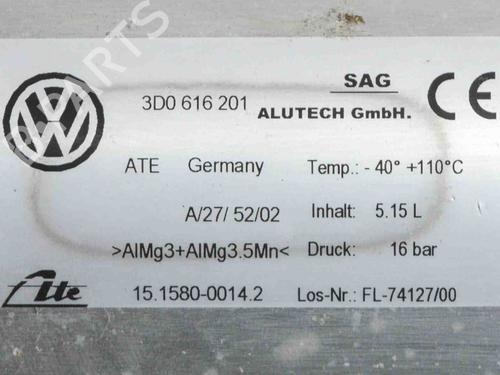 SAG
3D0 616 201 ALUTECH GmbH. CE
ATE Germany Temp.: - 40° +110°C
A/27/ 52/02 Inhalt: 5.15 L
>AlMg3+AlMg3.5Mn< Druck: 16 bar
Ate 15.1580-0014.2 Los-Nr.: FL-74127/00